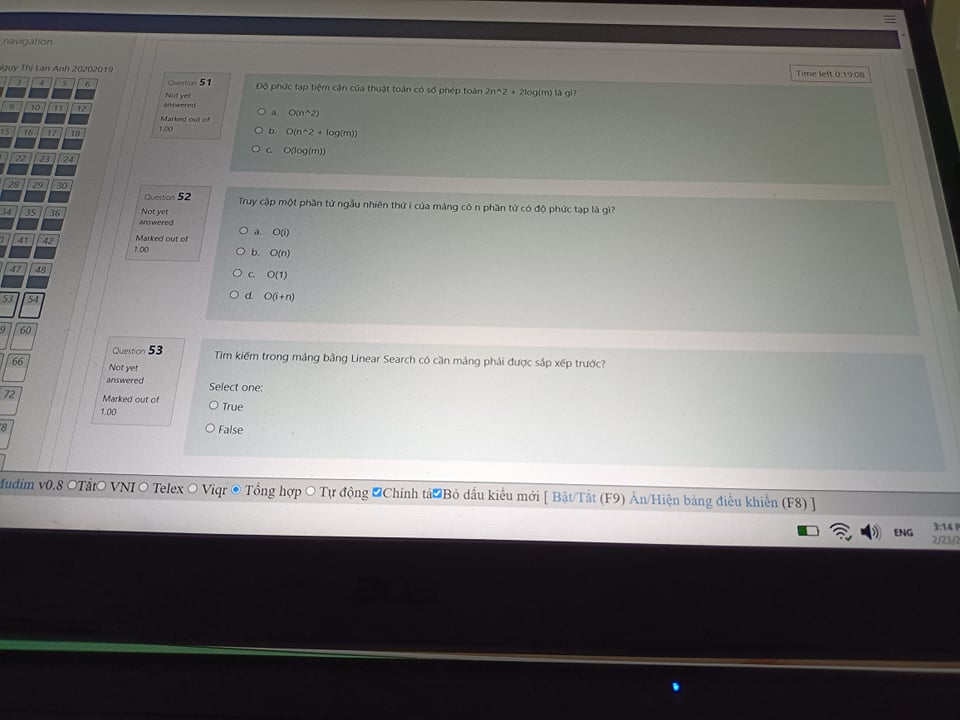 navigation
Nguy Thị Lan Anh 20202019
3 4 5 6
9 10 11 12
15 16 17 18
22 23 24
28 29 30
34 35 36
41 42
47 48
53 54
60
66
72
Time left 0:19:08
Question 51
Not yet
answered
Marked out of
1.00
Độ phức tạp tiệm cận của thuật toán có số phép toán 2n^2 + 2log(m) là gì?
a. O(n^2)
b. O(n^2 + log(m))
c. O(log(m))
Question 52
Not yet
answered
Marked out of
1.00
Truy cập một phần tử ngẫu nhiên thứ i của mảng có n phần tử có độ phức tạp là gì?
a. O(i)
b. O(n)
c. O(1)
d. O(i+n)
Question 53
Not yet
answered
Marked out of
1.00
Tìm kiếm trong mảng bằng Linear Search có cần mảng phải được sắp xếp trước?
Select one:
True
False
Mudim v0.8 Tắt VNI Telex Viqr Tổng hợp Tự động Chính tả Bỏ dấu kiểu mới [ Bật/Tắt (F9) Ẩn/Hiện bảng điều khiển (F8) ]
ENG
3:14 P
2/23/2
acer